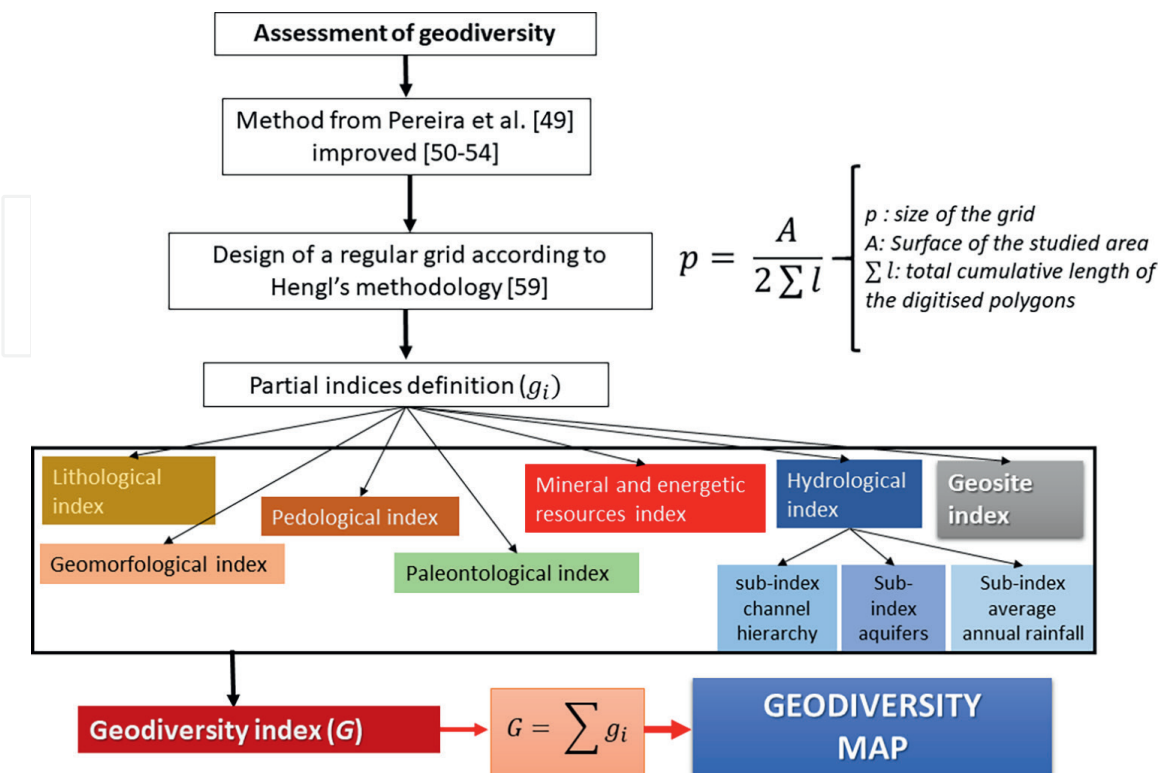 Assessment of geodiversity
Method from Pereira et al. [49]
improved [50-54]
Design of a regular grid according to
Hengl's methodology [59]
p = A / 2 ∑ l
p : size of the grid
A: Surface of the studied area
∑ l: total cumulative length of
the digitised polygons
Partial indices definition (gᵢ)
Lithological
index
Geomorfological index
Pedological index
Paleontological index
Mineral and energetic
resources index
Hydrological
index
Geosite
index
sub-index
channel
hierarchy
Sub-
index
aquifers
Sub-index
average
annual rainfall
Geodiversity index (G)
G = ∑ gᵢ
GEODIVERSITY
MAP